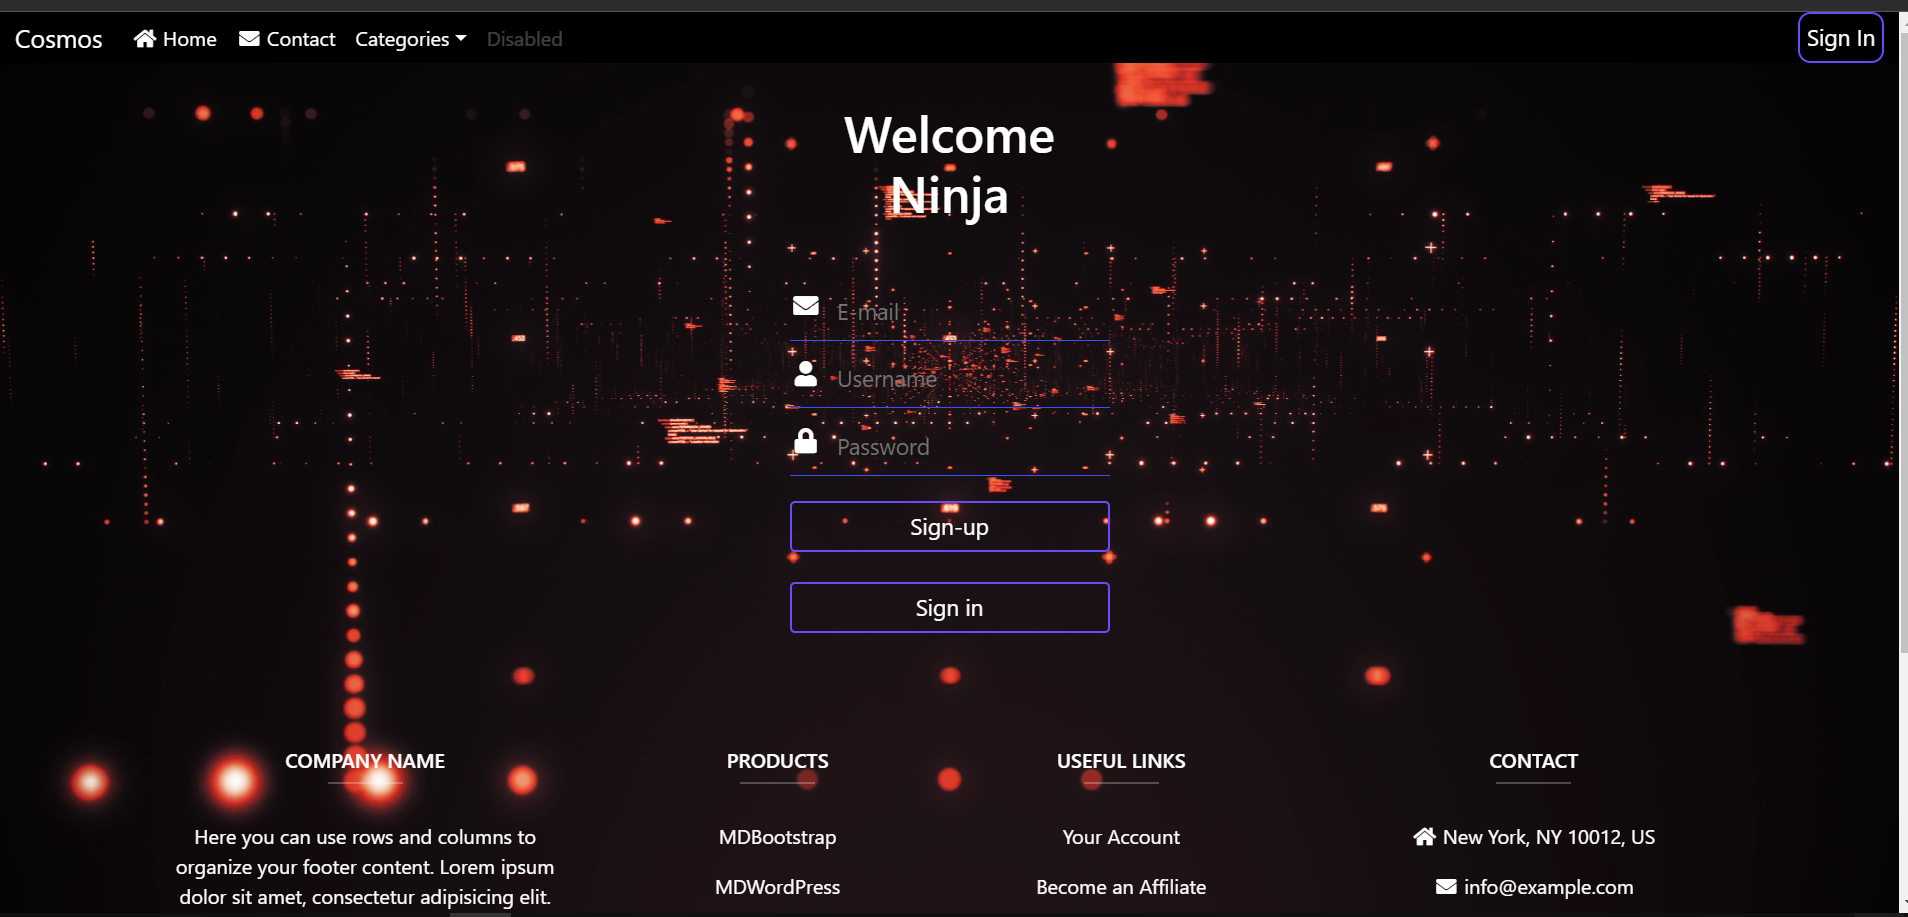 Cosmos Home Contact Categories Disabled Sign In
Welcome
Ninja
E-mail
Username
Password
Sign-up
Sign in
COMPANY NAME
Here you can use rows and columns to
organize your footer content. Lorem ipsum
dolor sit amet, consectetur adipisicing elit.
PRODUCTS
MDBootstrap
MDWordPress
USEFUL LINKS
Your Account
Become an Affiliate
CONTACT
New York, NY 10012, US
info@example.com